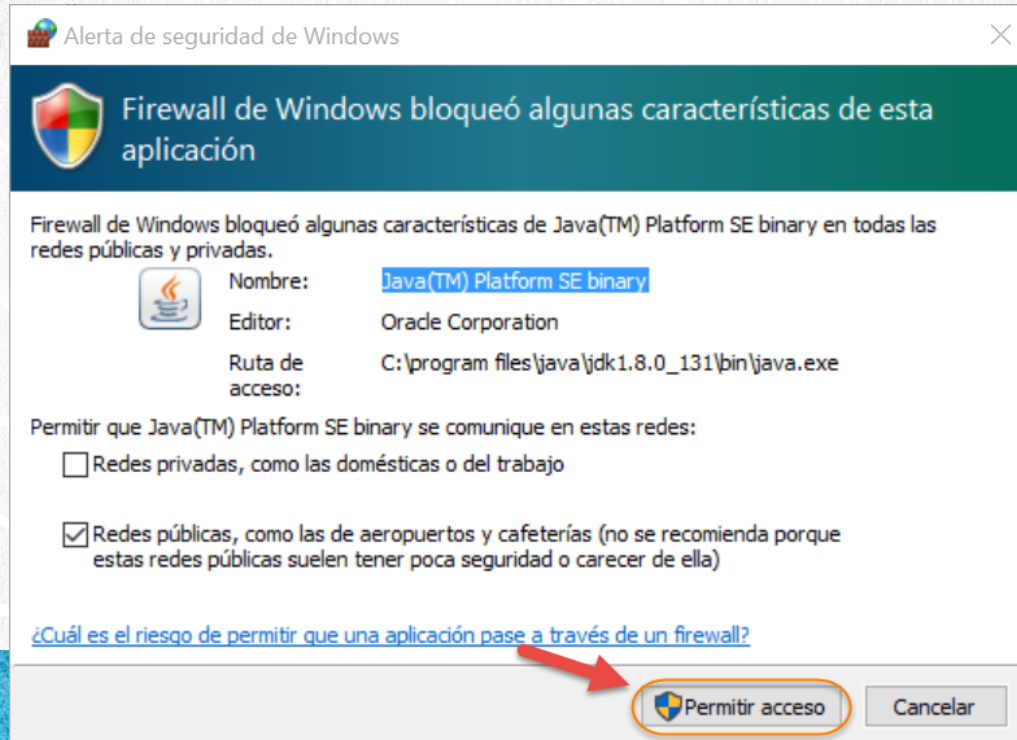 Alerta de seguridad de Windows
Firewall de Windows bloqueó algunas características de esta
aplicación
Firewall de Windows bloqueó algunas características de Java(TM) Platform SE binary en todas las
redes públicas y privadas.
Nombre: Java(TM) Platform SE binary
Editor: Oracle Corporation
Ruta de C:\program files\java\jdk1.8.0_131\bin\java.exe
acceso:
Permitir que Java(TM) Platform SE binary se comunique en estas redes:
Redes privadas, como las domésticas o del trabajo
Redes públicas, como las de aeropuertos y cafeterías (no se recomienda porque
estas redes públicas suelen tener poca seguridad o carecer de ella)
¿Cuál es el riesgo de permitir que una aplicación pase a través de un firewall?
Permitir acceso Cancelar